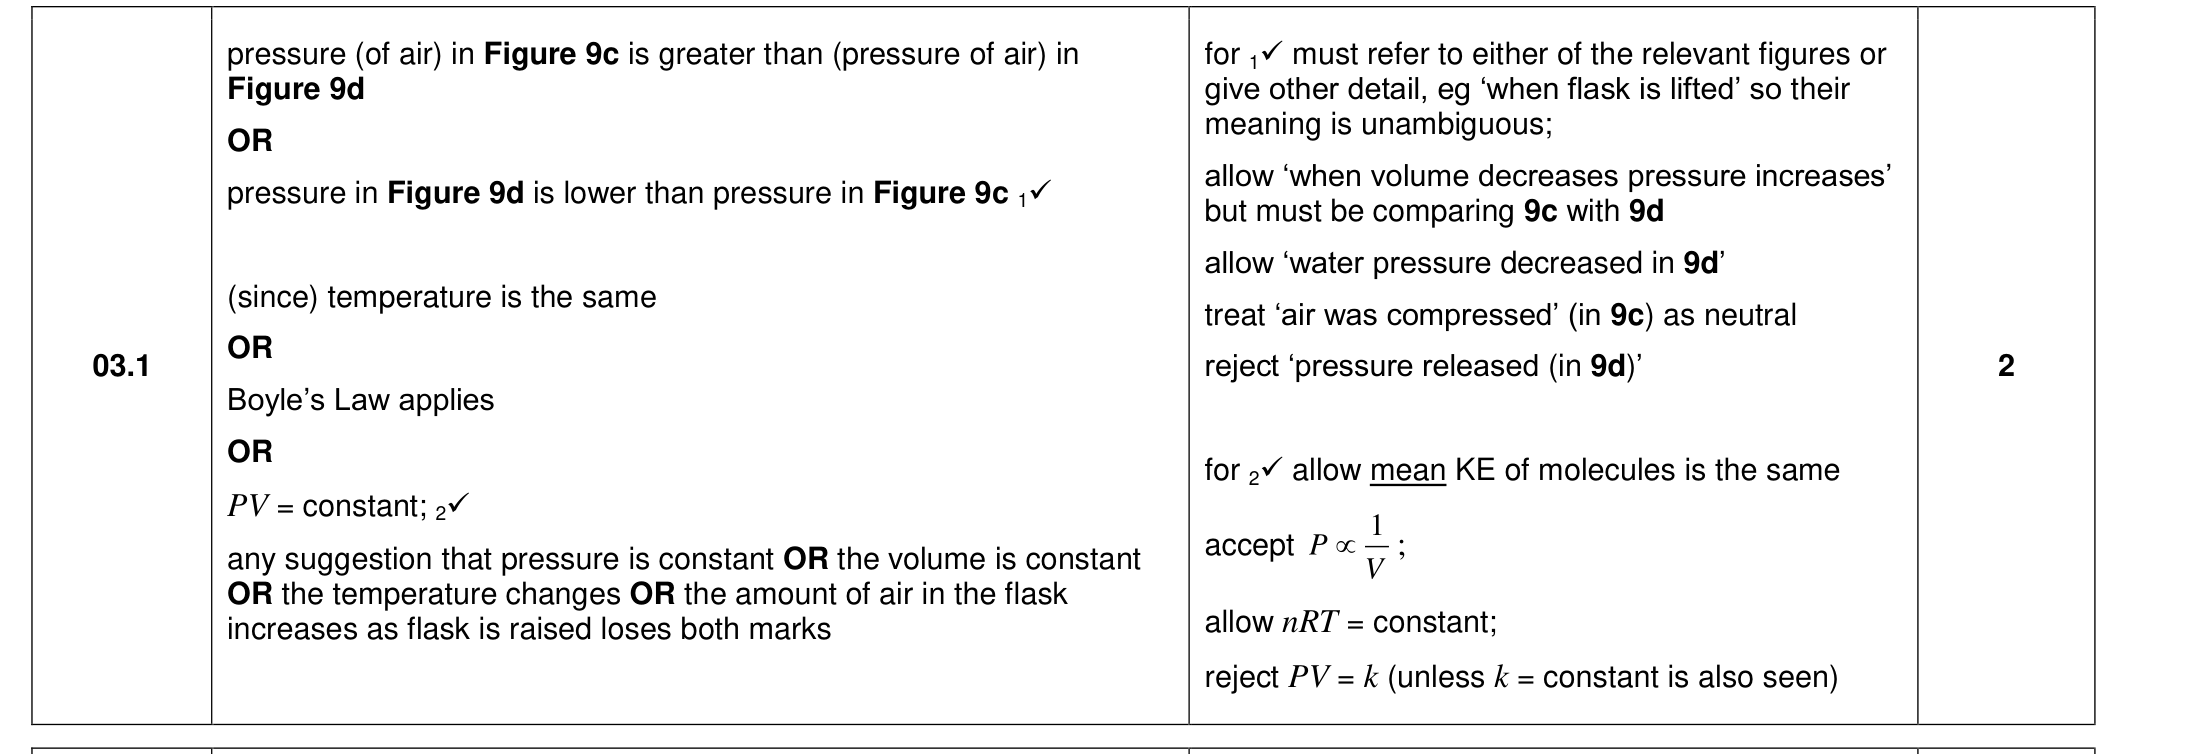 03.1
pressure (of air) in Figure 9c is greater than (pressure of air) in
Figure 9d
OR
pressure in Figure 9d is lower than pressure in Figure 9c ₁✓
(since) temperature is the same
OR
Boyle’s Law applies
OR
PV = constant; ₂✓
any suggestion that pressure is constant OR the volume is constant
OR the temperature changes OR the amount of air in the flask
increases as flask is raised loses both marks
for ₁✓ must refer to either of the relevant figures or
give other detail, eg ‘when flask is lifted’ so their
meaning is unambiguous;
allow ‘when volume decreases pressure increases’
but must be comparing 9c with 9d
allow ‘water pressure decreased in 9d’
treat ‘air was compressed’ (in 9c) as neutral
reject ‘pressure released (in 9d)’
for ₂✓ allow mean KE of molecules is the same
accept P ∝ 1/V ;
allow nRT = constant;
reject PV = k (unless k = constant is also seen)
2